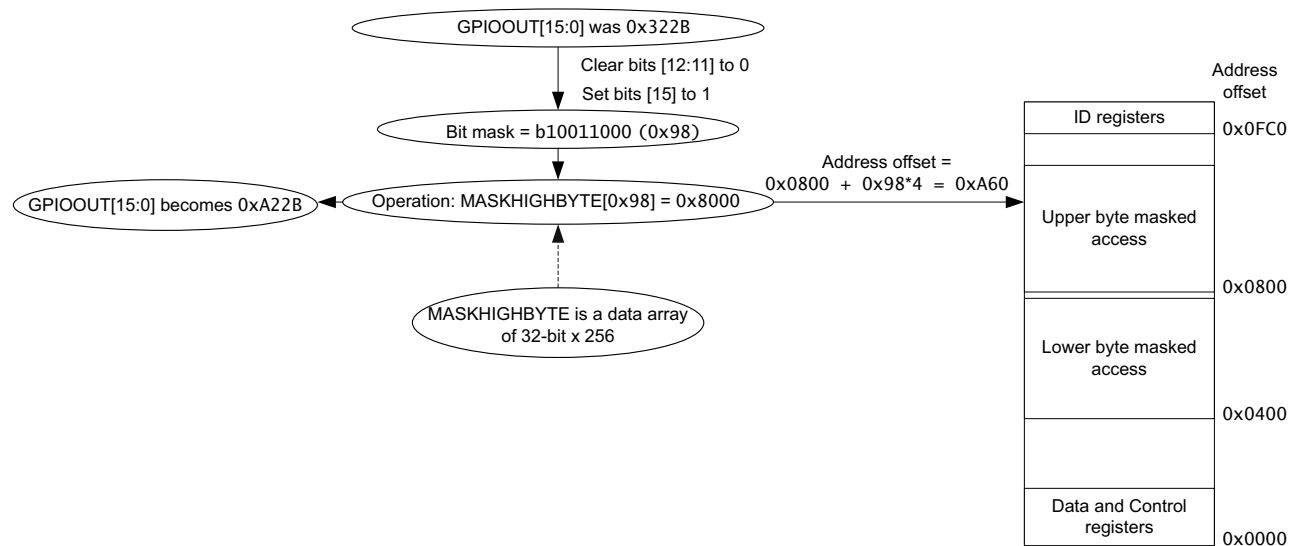 GPIOOUT[15:0] was 0x322B
Clear bits [12:11] to 0
Set bits [15] to 1
Bit mask = b10011000 (0x98)
Operation: MASKHIGHBYTE[0x98] = 0x8000
GPIOOUT[15:0] becomes 0xA22B
MASKHIGHBYTE is a data array
of 32-bit x 256
Address offset =
0x0800 + 0x98*4 = 0xA60
Address
offset
ID registers
0x0FC0
Upper byte masked
access
0x0800
Lower byte masked
access
0x0400
Data and Control
registers
0x0000